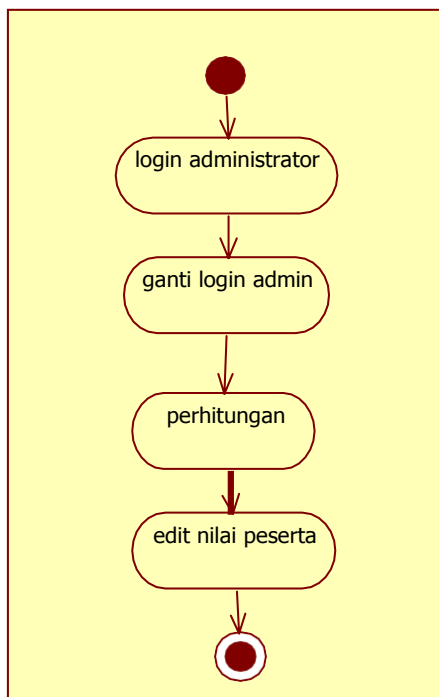 login administrator
ganti login admin
perhitungan
edit nilai peserta